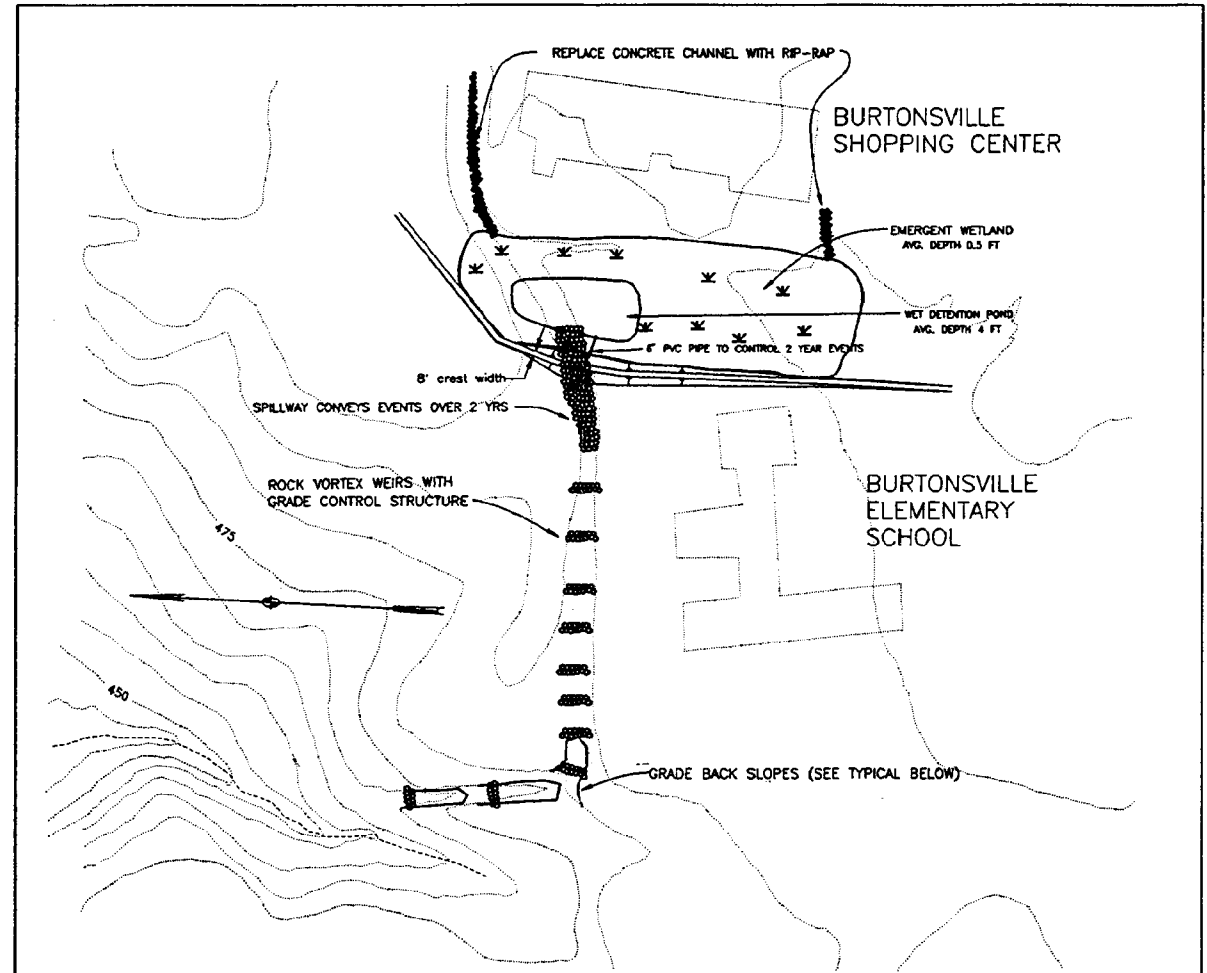 REPLACE CONCRETE CHANNEL WITH RIP-RAP
BURTONSVILLE
SHOPPING CENTER
EMERGENT WETLAND
AVG. DEPTH 0.5 FT
WET DETENTION POND
AVG. DEPTH 4 FT
6" PVC PIPE TO CONTROL 2 YEAR EVENTS
8' crest width
SPILLWAY CONVEYS EVENTS OVER 2 YRS
ROCK VORTEX WEIRS WITH
GRADE CONTROL STRUCTURE
BURTONSVILLE
ELEMENTARY
SCHOOL
475
450
GRADE BACK SLOPES (SEE TYPICAL BELOW)